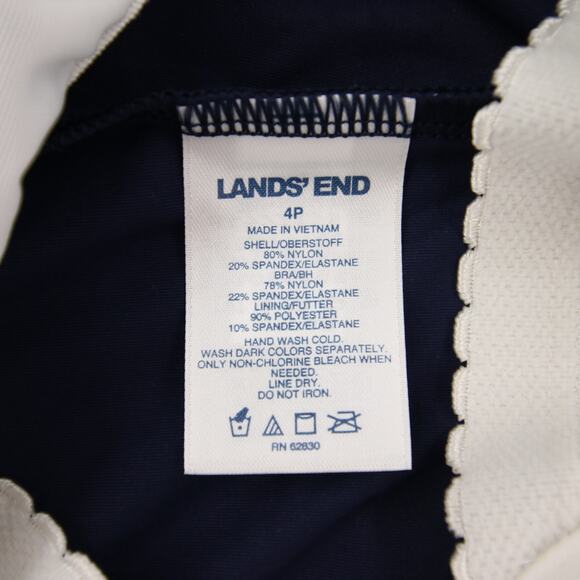 LANDS' END
4P
MADE IN VIETNAM
SHELL/OBERSTOFF
80% NYLON
20% SPANDEX/ELASTANE
BRA/BH
78% NYLON
22% SPANDEX/ELASTANE
LINING/FUTTER
90% POLYESTER
10% SPANDEX/ELASTANE
HAND WASH COLD.
WASH DARK COLORS SEPARATELY.
ONLY NON-CHLORINE BLEACH WHEN
NEEDED.
LINE DRY.
DO NOT IRON.
RN 62830